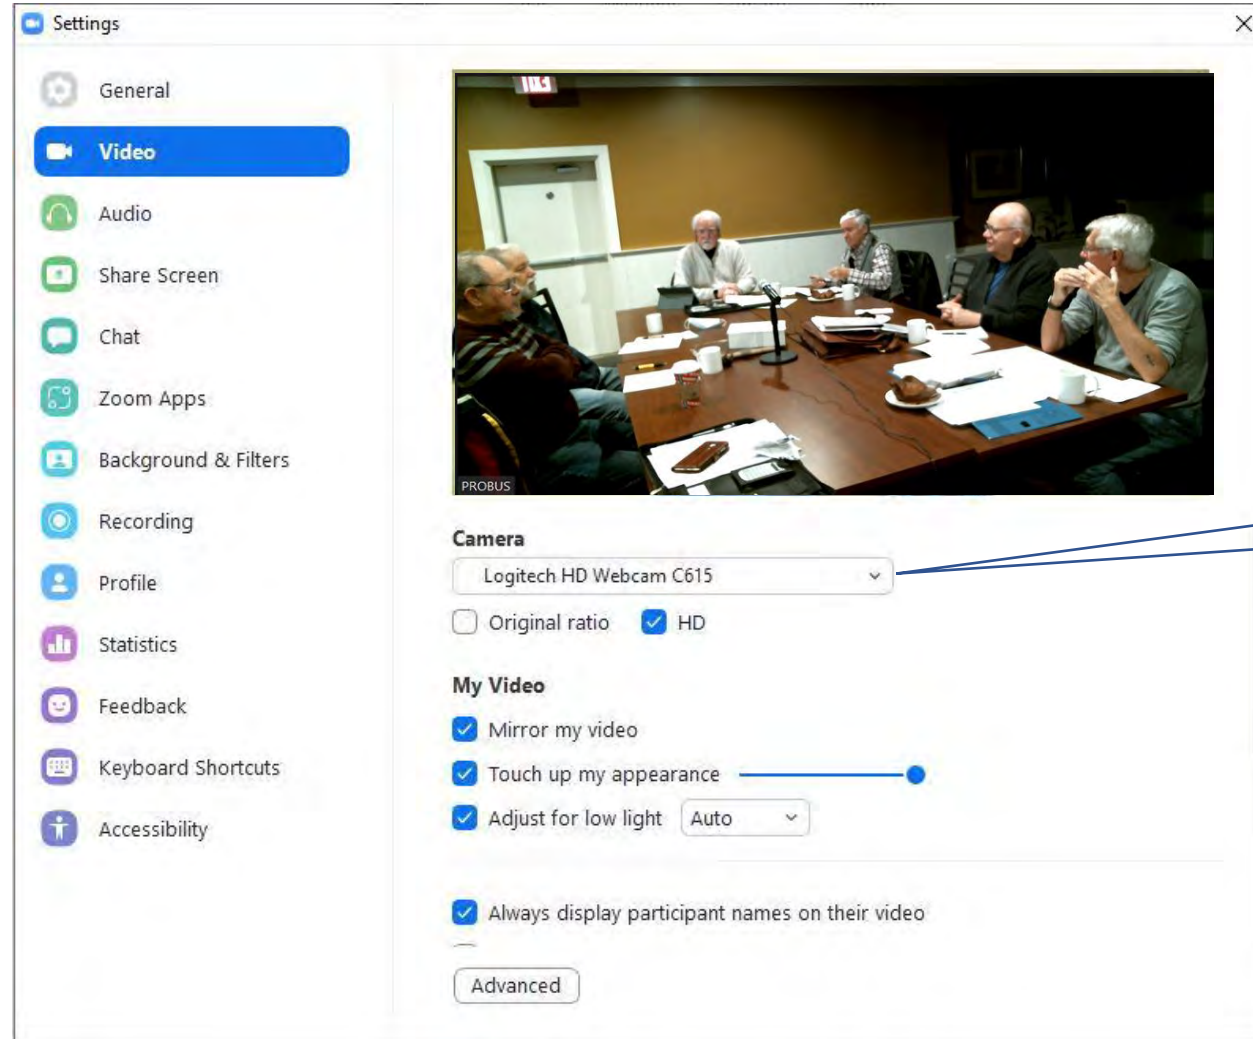 Settings
General
Video
Audio
Share Screen
Chat
Zoom Apps
Background & Filters
Recording
Profile
Statistics
Feedback
Keyboard Shortcuts
Accessibility
PROBUS
Camera
Logitech HD Webcam C615
Original ratio HD
My Video
Mirror my video
Touch up my appearance
Adjust for low light Auto
Always display participant names on their video
Advanced